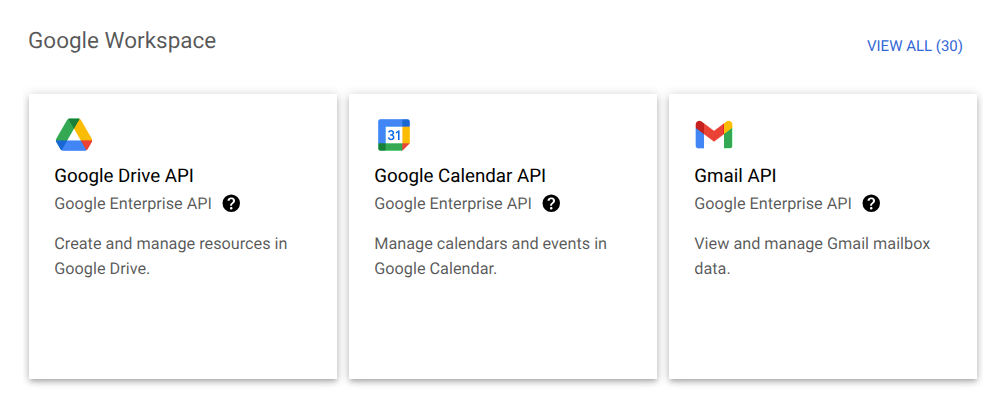 Google Workspace
VIEW ALL (30)
31
Google Drive API
Google Enterprise API ?
Create and manage resources in
Google Drive.
Google Calendar API
Google Enterprise API ?
Manage calendars and events in
Google Calendar.
Gmail API
Google Enterprise API ?
View and manage Gmail mailbox
data.